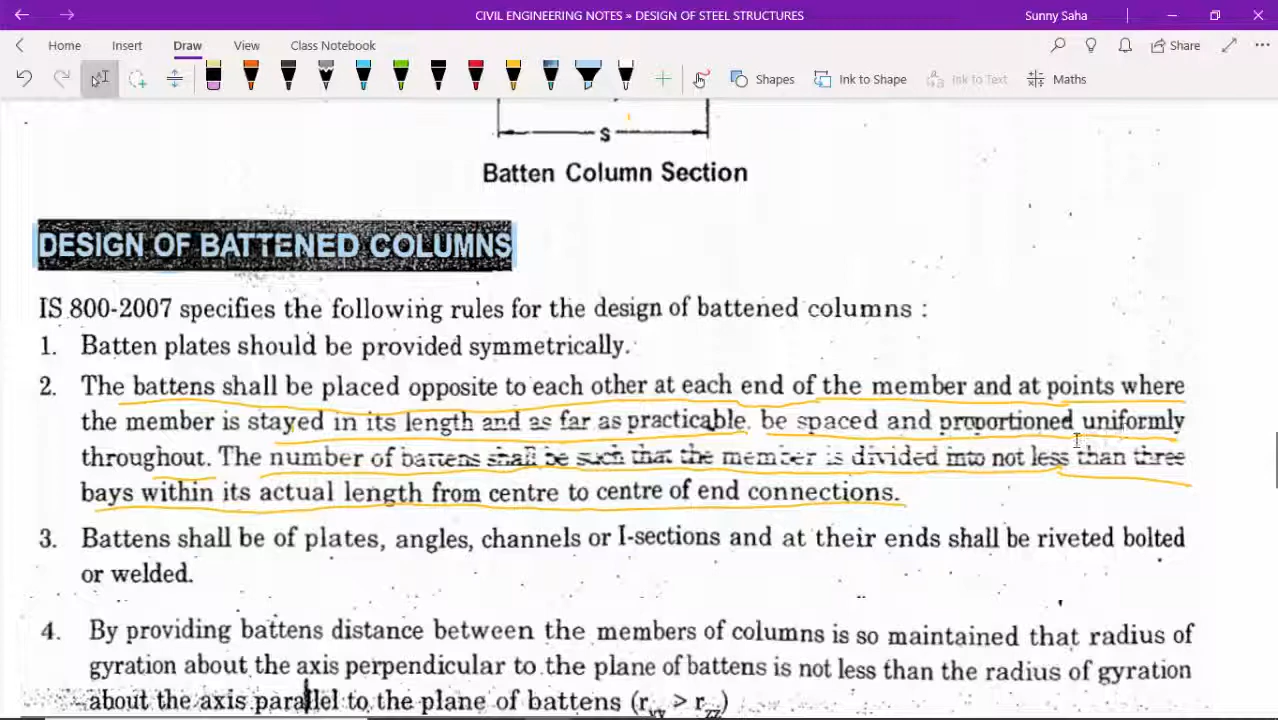 CIVIL ENGINEERING NOTES » DESIGN OF STEEL STRUCTURES
Sunny Saha
Home Insert Draw View Class Notebook
Share
Shapes Ink to Shape Ink to Text Maths
S
Batten Column Section
DESIGN OF BATTENED COLUMNS
IS 800-2007 specifies the following rules for the design of battened columns :
1. Batten plates should be provided symmetrically.
2. The battens shall be placed opposite to each other at each end of the member and at points where
the member is stayed in its length and as far as practicable, be spaced and proportioned uniformly
throughout. The number of battens shall be such that the member is divided into not less than three
bays within its actual length from centre to centre of end connections.
3. Battens shall be of plates, angles, channels or I-sections and at their ends shall be riveted bolted
or welded.
4. By providing battens distance between the members of columns is so maintained that radius of
gyration about the axis perpendicular to the plane of battens is not less than the radius of gyration
about the axis parallel to the plane of battens (ryy > rzz)